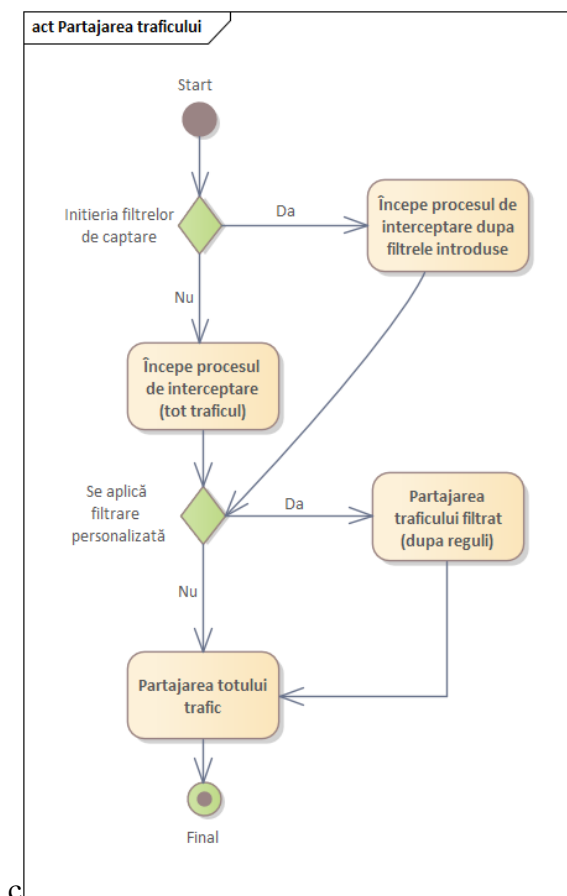 act Partajarea traficului
Start
Initieria filtrelor
de captare
Da
Începe procesul de
interceptare dupa
filtrele introduse
Nu
Începe procesul
de interceptare
(tot traficul)
Se aplică
filtrare
personalizată
Da
Partajarea
traficului filtrat
(dupa reguli)
Nu
Partajarea totului
trafic
Final
c